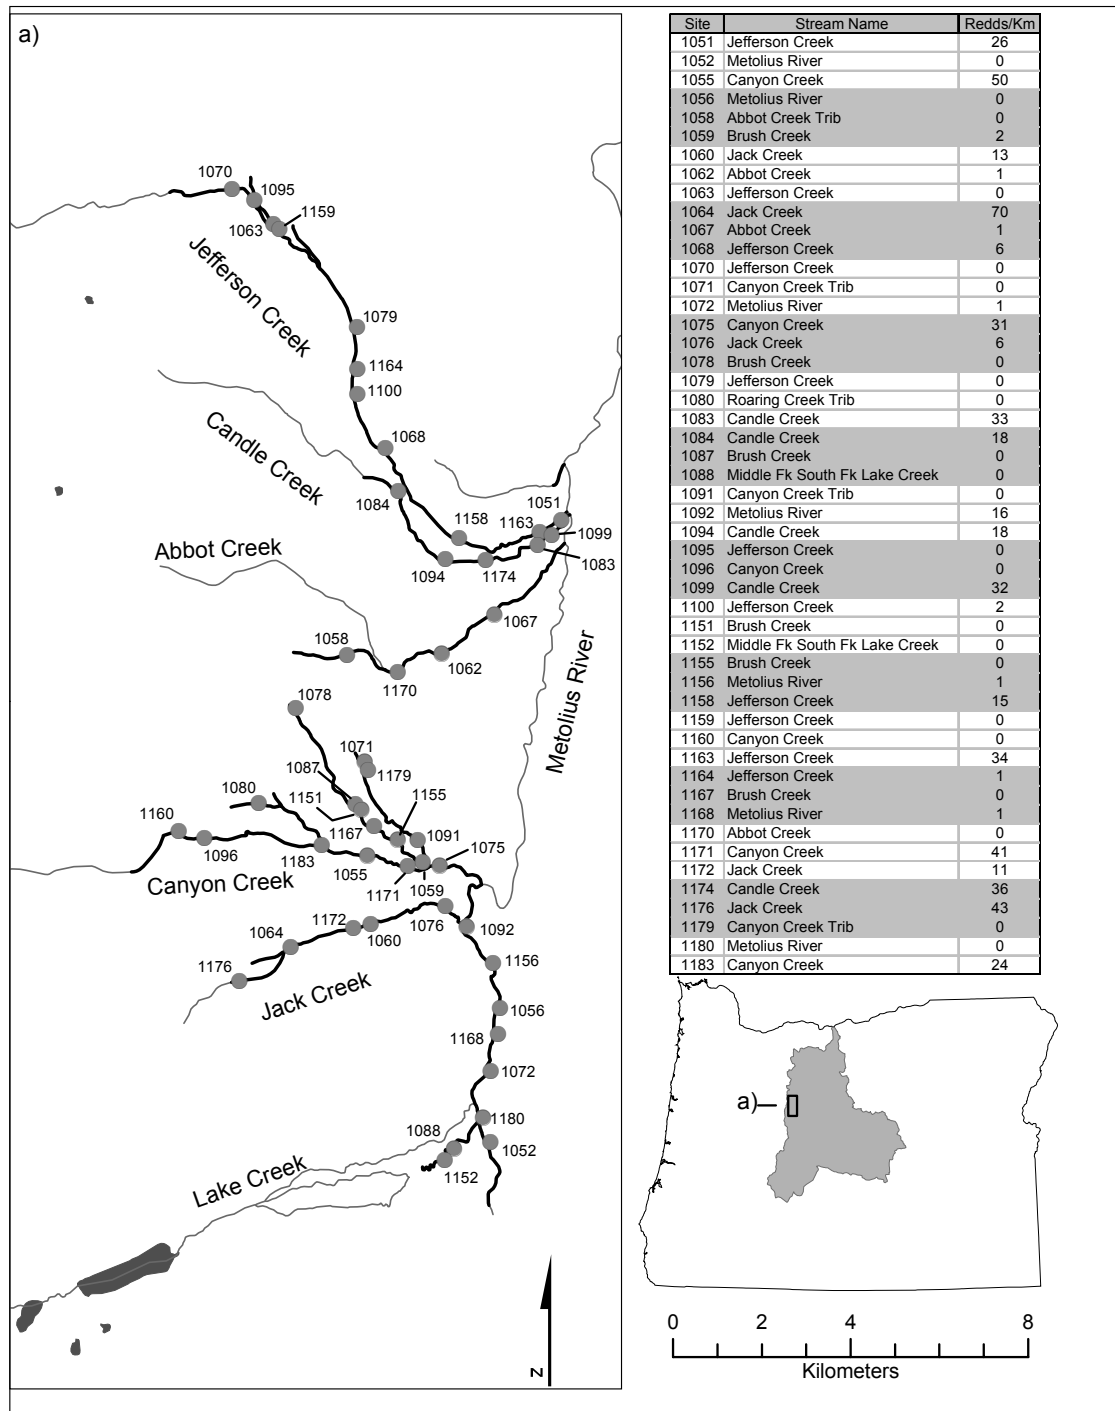 a)
1070
1095
1159
1063
Jefferson Creek
1079
1164
1100
Candle Creek
1068
1084
1051
1158
1163
1099
Abbot Creek
1094
1174
1083
1067
1058
1062
1170
Metolius River
1078
1071
1087
1179
1080
1151
1155
1160
1167
1091
1096
1183
1075
1055
Canyon Creek
1171
1059
1172
1076
1064
1060
1092
1176
1156
Jack Creek
1056
1168
1072
1180
1088
1052
1152
Lake Creek
N
Site Stream Name Redds/Km
1051 Jefferson Creek 26
1052 Metolius River 0
1055 Canyon Creek 50
1056 Metolius River 0
1058 Abbot Creek Trib 0
1059 Brush Creek 2
1060 Jack Creek 13
1062 Abbot Creek 1
1063 Jefferson Creek 0
1064 Jack Creek 70
1067 Abbot Creek 1
1068 Jefferson Creek 6
1070 Jefferson Creek 0
1071 Canyon Creek Trib 0
1072 Metolius River 1
1075 Canyon Creek 31
1076 Jack Creek 6
1078 Brush Creek 0
1079 Jefferson Creek 0
1080 Roaring Creek Trib 0
1083 Candle Creek 33
1084 Candle Creek 18
1087 Brush Creek 0
1088 Middle Fk South Fk Lake Creek 0
1091 Canyon Creek Trib 0
1092 Metolius River 16
1094 Candle Creek 18
1095 Jefferson Creek 0
1096 Canyon Creek 0
1099 Candle Creek 32
1100 Jefferson Creek 2
1151 Brush Creek 0
1152 Middle Fk South Fk Lake Creek 0
1155 Brush Creek 0
1156 Metolius River 1
1158 Jefferson Creek 15
1159 Jefferson Creek 0
1160 Canyon Creek 0
1163 Jefferson Creek 34
1164 Jefferson Creek 1
1167 Brush Creek 0
1168 Metolius River 1
1170 Abbot Creek 0
1171 Canyon Creek 41
1172 Jack Creek 11
1174 Candle Creek 36
1176 Jack Creek 43
1179 Canyon Creek Trib 0
1180 Metolius River 0
1183 Canyon Creek 24
a)
0 2 4 8
Kilometers